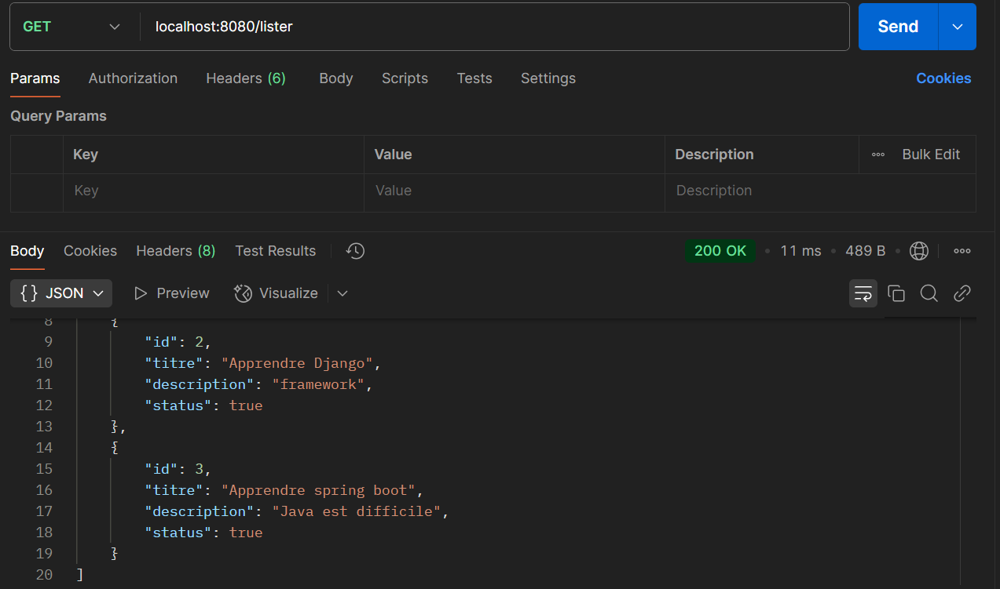 GET localhost:8080/lister Send
Params Authorization Headers (6) Body Scripts Tests Settings Cookies
Query Params
Key Value Description Bulk Edit
Key Value Description
Body Cookies Headers (8) Test Results 200 OK • 11 ms • 489 B •
{} JSON Preview Visualize
8 {
9 "id": 2,
10 "titre": "Apprendre Django",
11 "description": "framework",
12 "status": true
13 },
14 {
15 "id": 3,
16 "titre": "Apprendre spring boot",
17 "description": "Java est difficile",
18 "status": true
19 }
20 ]